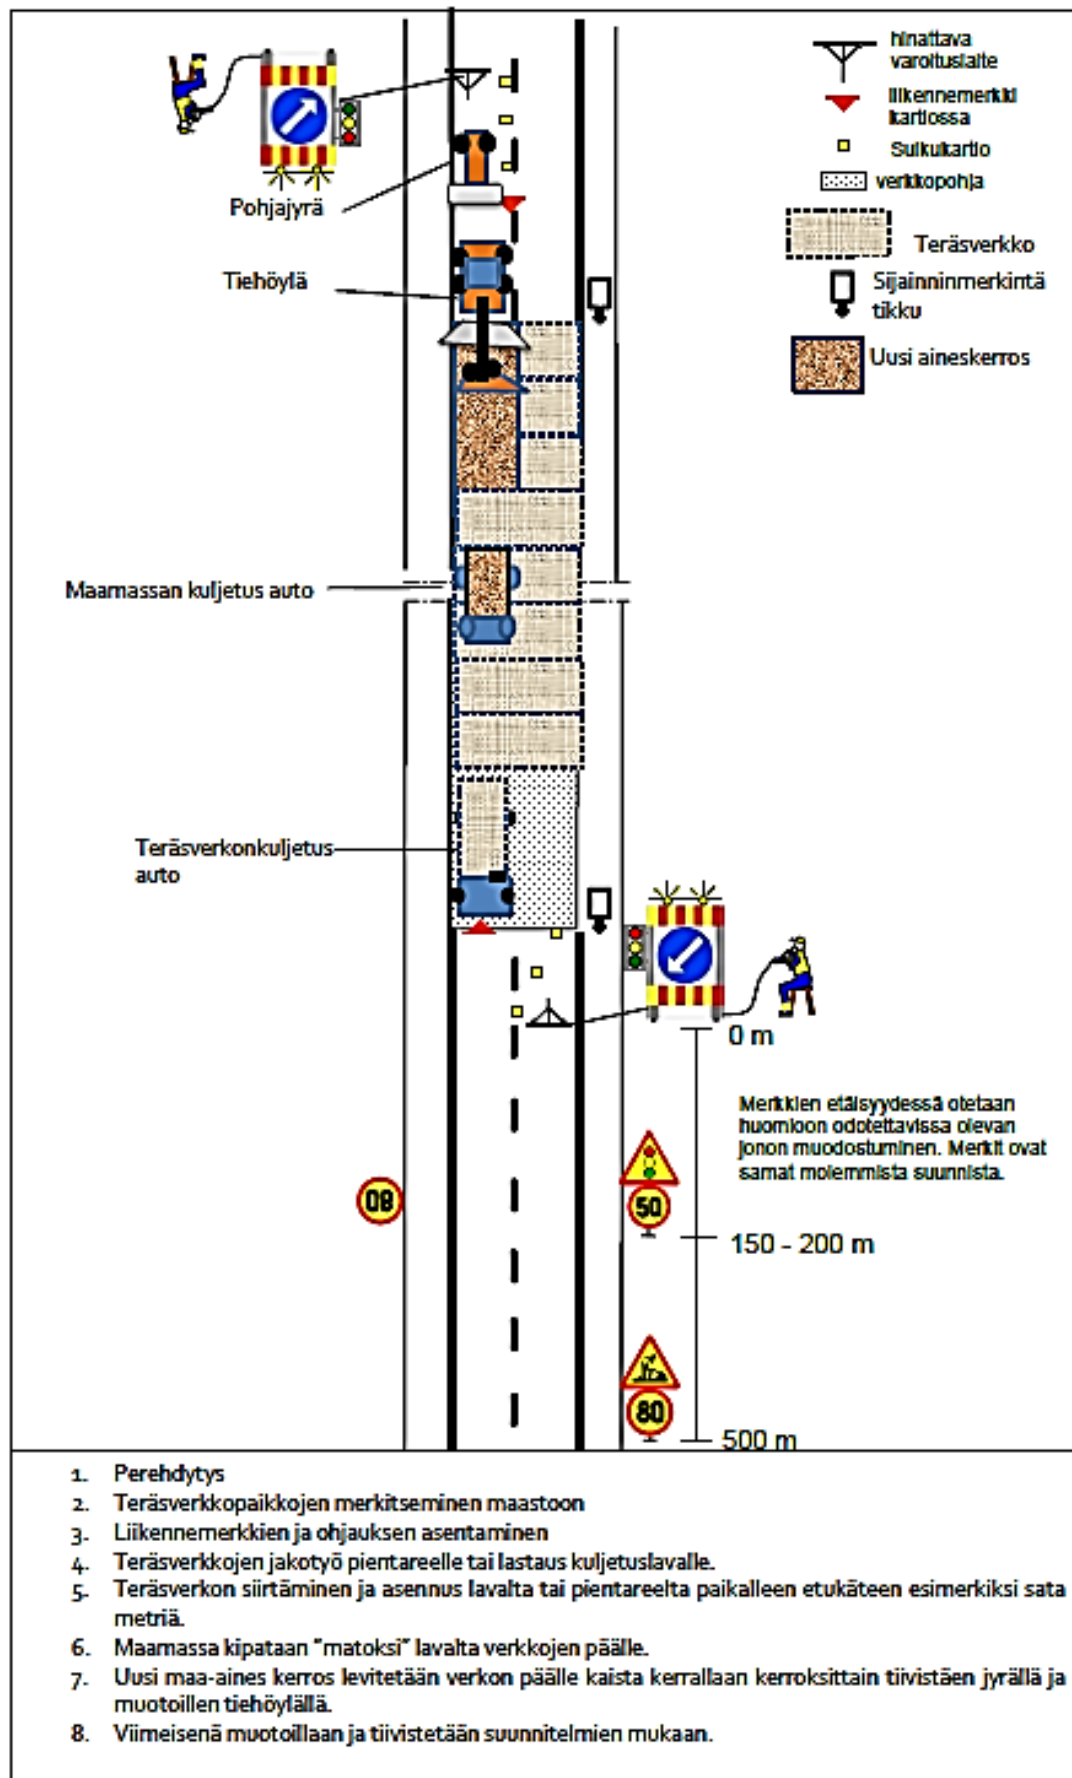 hinattava
varoituslaite
liikennemerkki
kartiossa
Sulkukartio
verkkopohja
Teräsverkko
Sijainninmerkintä
tikku
Uusi aineskerros
Pohjajyrä
Tiehöylä
Maamassan kuljetus auto
Teräsverkonkuljetus
auto
0 m
Merkkien etäisyydessä otetaan
huomioon odotettavissa olevan
jonon muodostuminen. Merkit ovat
samat molemmista suunnista.
80
50
150 - 200 m
80
500 m
1. Perehdytys
2. Teräsverkkopaikkojen merkitseminen maastoon
3. Liikennemerkkien ja ohjauksen asentaminen
4. Teräsverkkojen jakotyö pientareelle tai lastaus kuljetuslavalle.
5. Teräsverkon siirtäminen ja asennus lavalta tai pientareelta paikalleen etukäteen esimerkiksi sata
metriä.
6. Maamassa kipataan "matoksi" lavalta verkkojen päälle.
7. Uusi maa-aines kerros levitetään verkon päälle kaista kerrallaan kerroksittain tiivistäen jyrällä ja
muotoillen tiehöylällä.
8. Viimeisenä muotoillaan ja tiivistetään suunnitelmien mukaan.